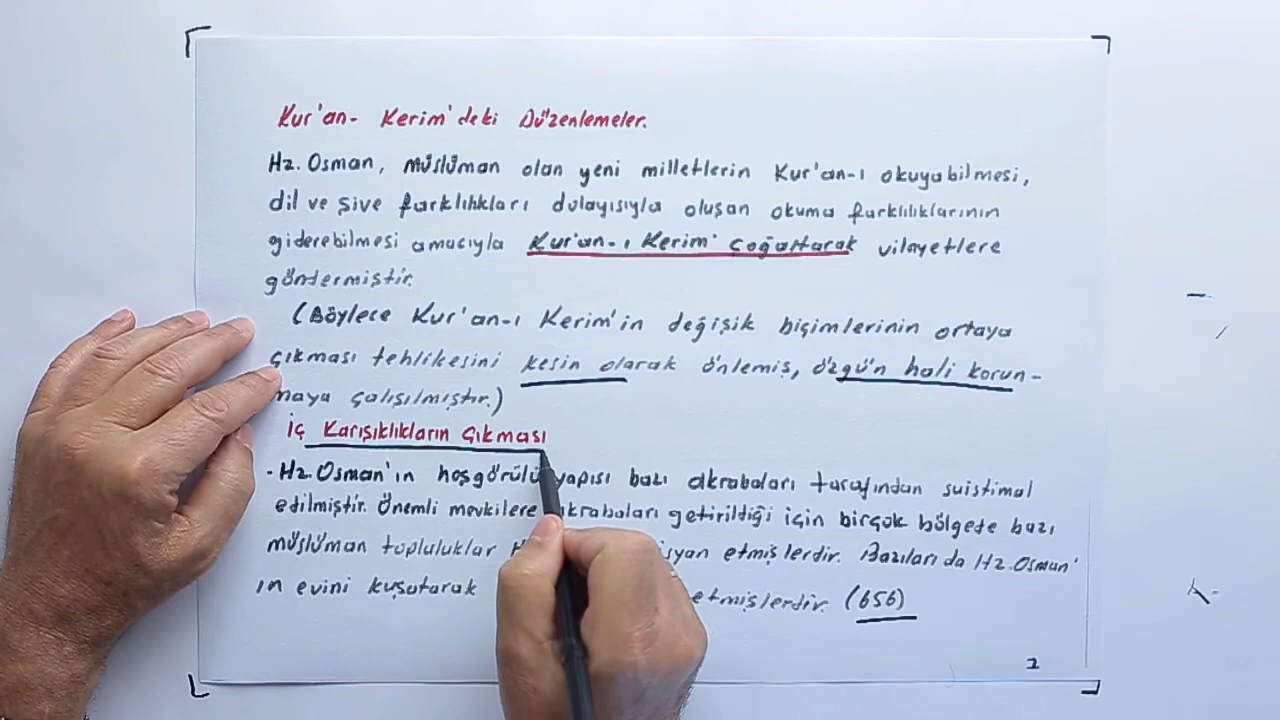 Kur'an- Kerim'deki Düzenlemeler.
Hz. Osman, müslüman olan yeni milletlerin Kur'an-ı okuyabilmesi,
dil ve şive farklılıkları dolayısıyla oluşan okuma farklılıklarının
giderebilmesi amacıyla Kur'an-ı Kerim' çoğaltarak vilayetlere
göndermiştir.
(Böylece Kur'an-ı Kerim'in değişik biçimlerinin ortaya
çıkması tehlikesini kesin olarak önlemiş, özgün hali korun-
maya çalışılmıştır.)
İç Karışıklıkların Çıkması
- Hz. Osman'ın hoşgörülü yapısı bazı akrabaları tarafından suistimal
edilmiştir. Önemli mevkilere akrabaları getirildiği için birçok bölgede bazı
müslüman topluluklar isyan etmişlerdir. Bazıları da Hz. Osman'
ın evini kuşatarak etmişlerdir. (656)
2